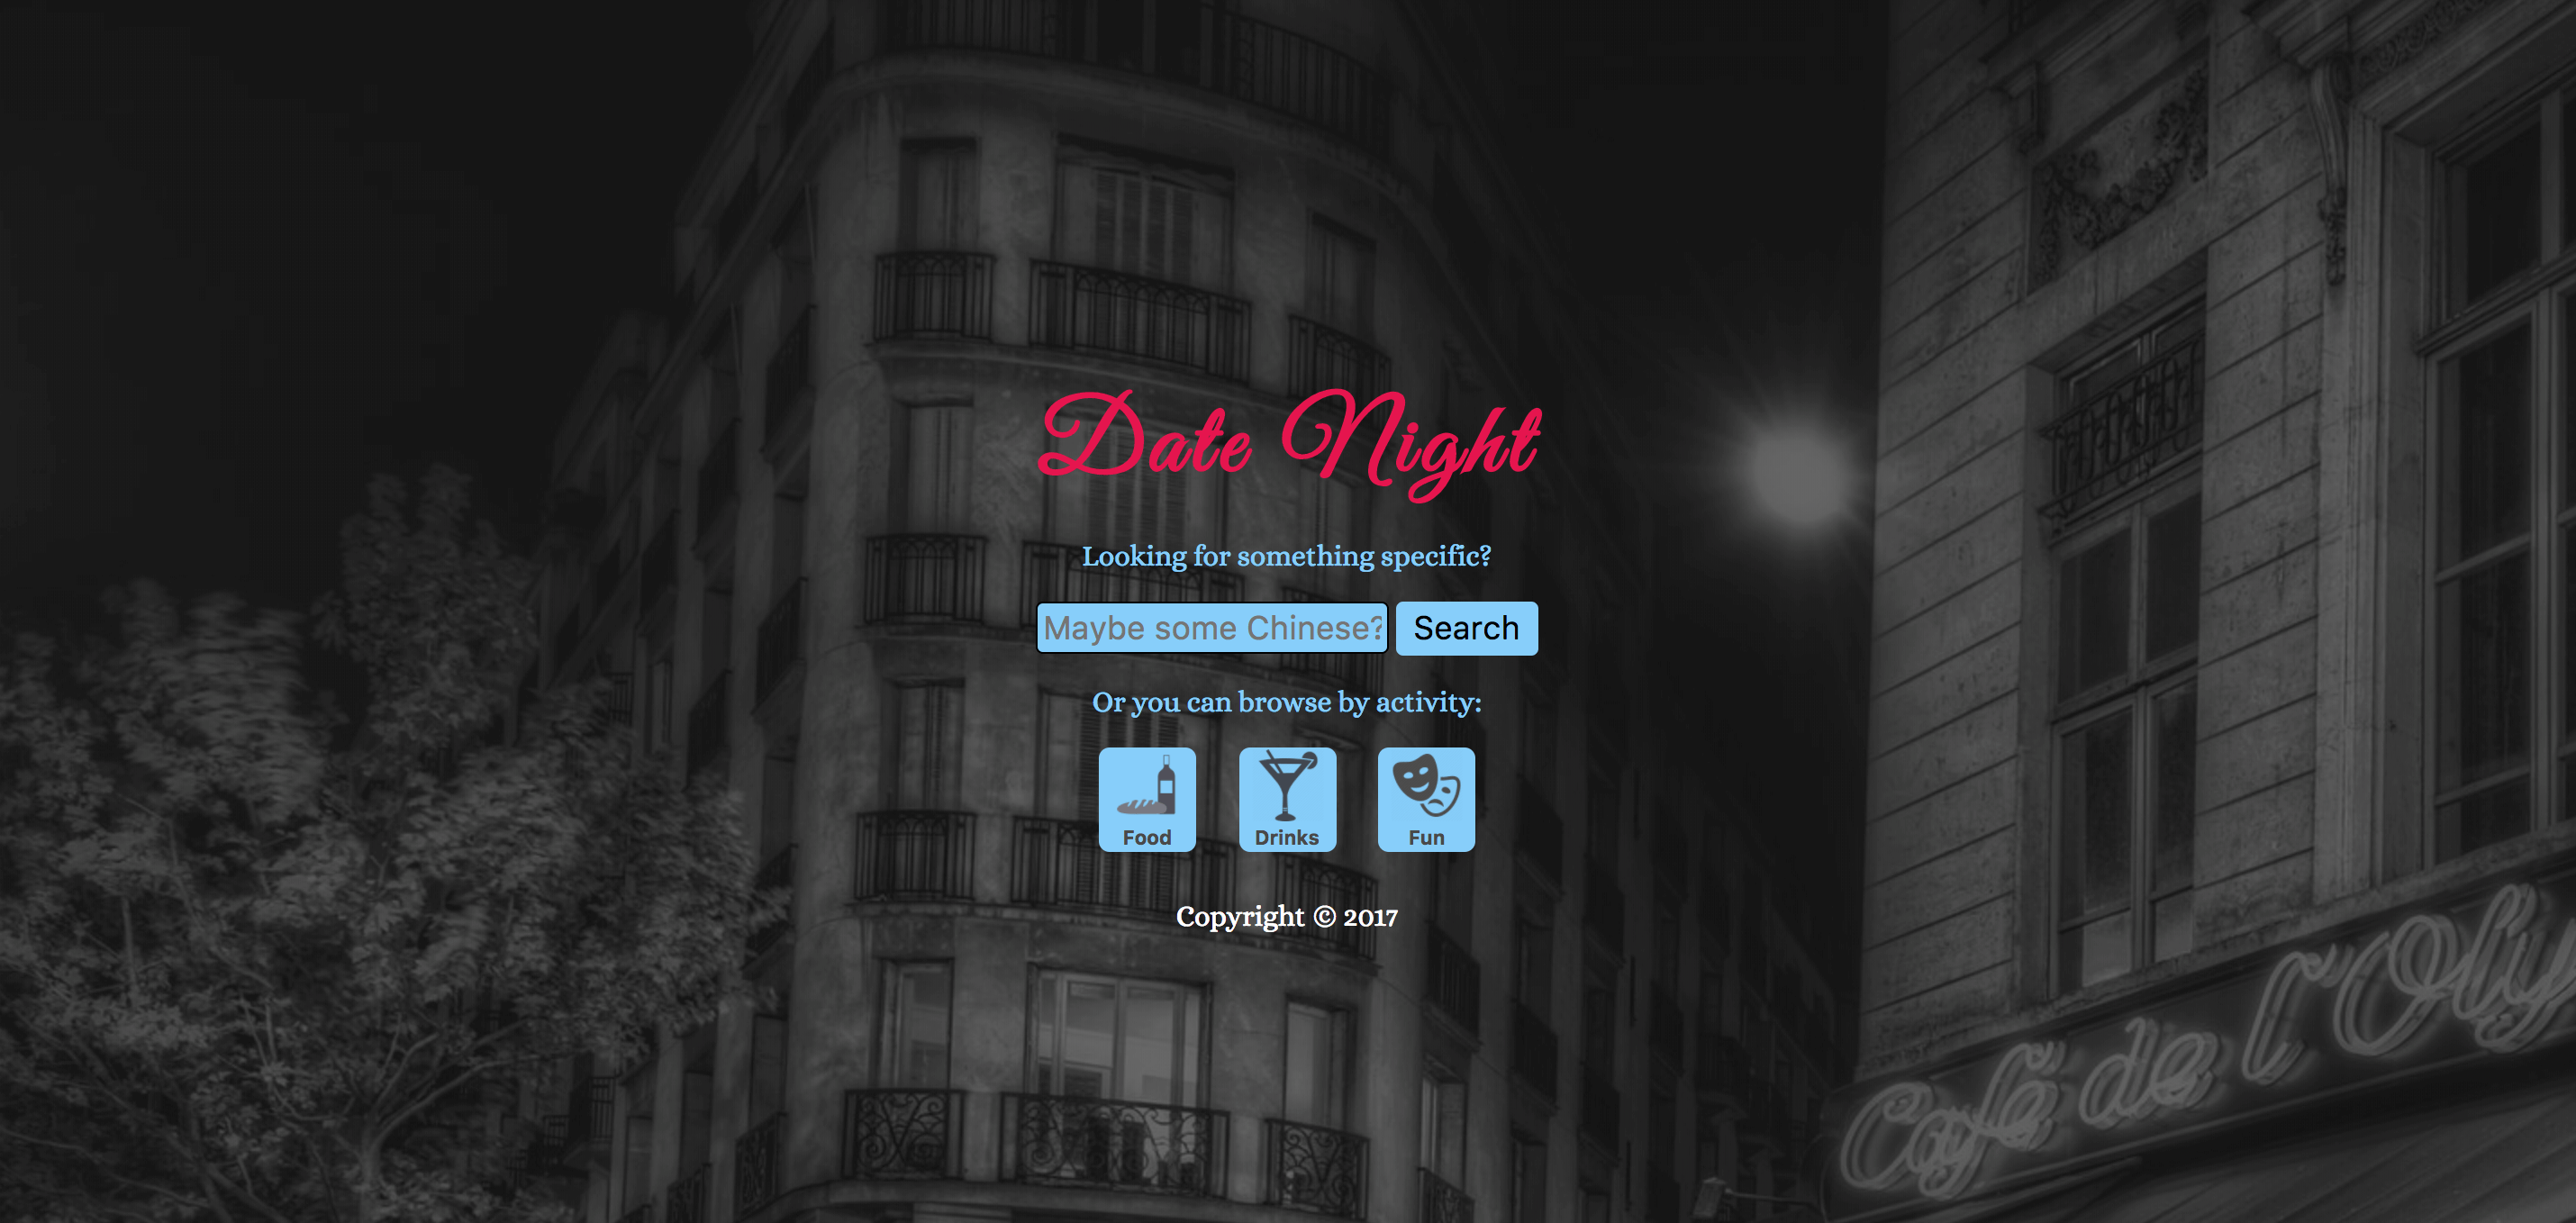 Date Night
Looking for something specific?
Maybe some Chinese? Search
Or you can browse by activity:
Food Drinks Fun
Copyright © 2017
Café de l'Oly